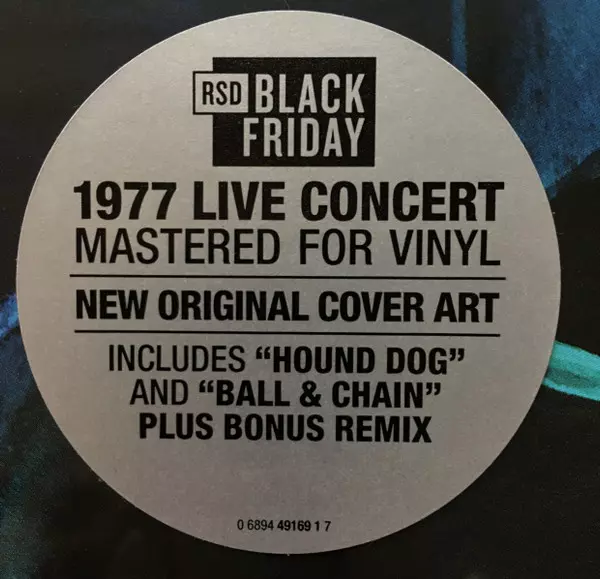 RSD BLACK
FRIDAY
1977 LIVE CONCERT
MASTERED FOR VINYL
NEW ORIGINAL COVER ART
INCLUDES “HOUND DOG”
AND “BALL & CHAIN”
PLUS BONUS REMIX
0 6894 49169 1 7